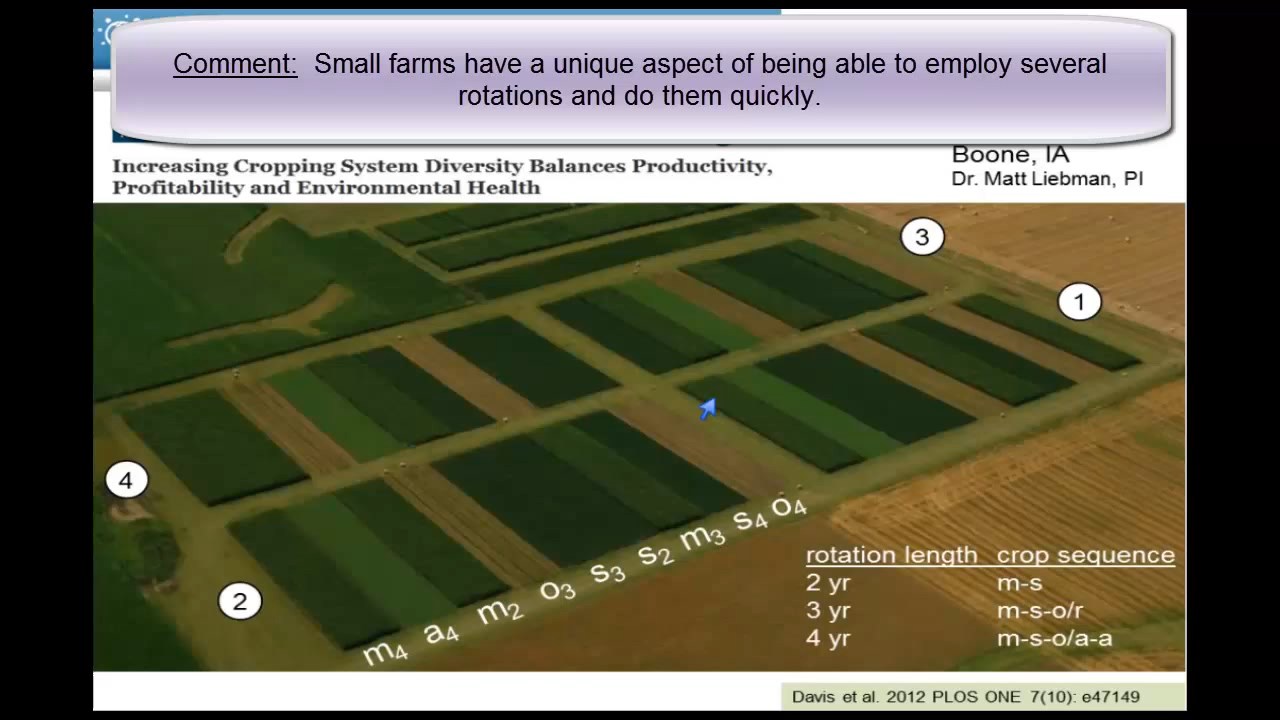 Comment: Small farms have a unique aspect of being able to employ several
rotations and do them quickly.
Increasing Cropping System Diversity Balances Productivity,
Profitability and Environmental Health
Boone, IA
Dr. Matt Liebman, PI
3
1
4
2
m4 a4 m2 o3 s3 s2 m3 s4 o4
rotation length crop sequence
2 yr m-s
3 yr m-s-o/r
4 yr m-s-o/a-a
Davis et al. 2012 PLOS ONE 7(10): e47149